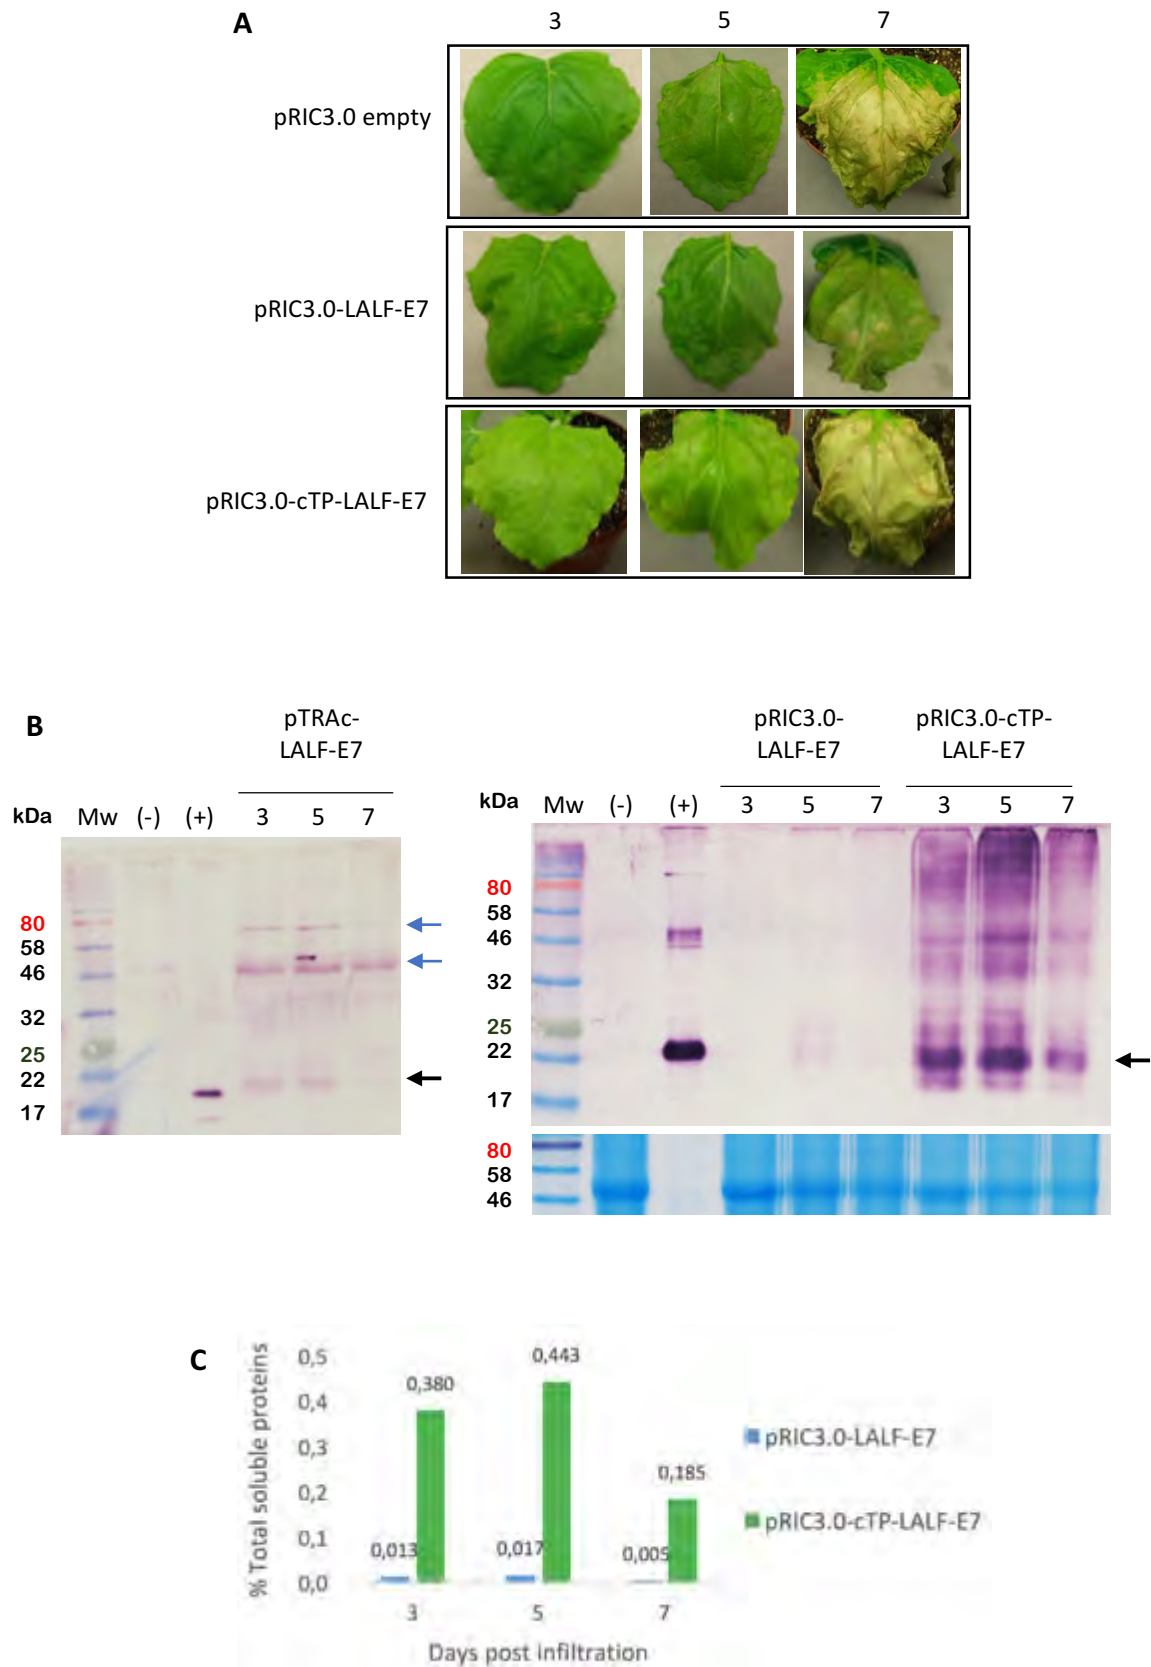 A
3 5 7
pRIC3.0 empty
pRIC3.0-LALF-E7
pRIC3.0-cTP-LALF-E7
B
pTRAc-
LALF-E7
kDa Mw (-) (+) 3 5 7
80
58
46
32
25
22
17
pRIC3.0- pRIC3.0-cTP-
LALF-E7 LALF-E7
kDa Mw (-) (+) 3 5 7 3 5 7
80
58
46
32
25
22
17
80
58
46
C
% Total soluble proteins
0,5
0,4
0,3
0,2
0,1
0,0
0,013 0,380
0,017 0,443
0,005 0,185
3 5 7
Days post infiltration
pRIC3.0-LALF-E7
pRIC3.0-cTP-LALF-E7